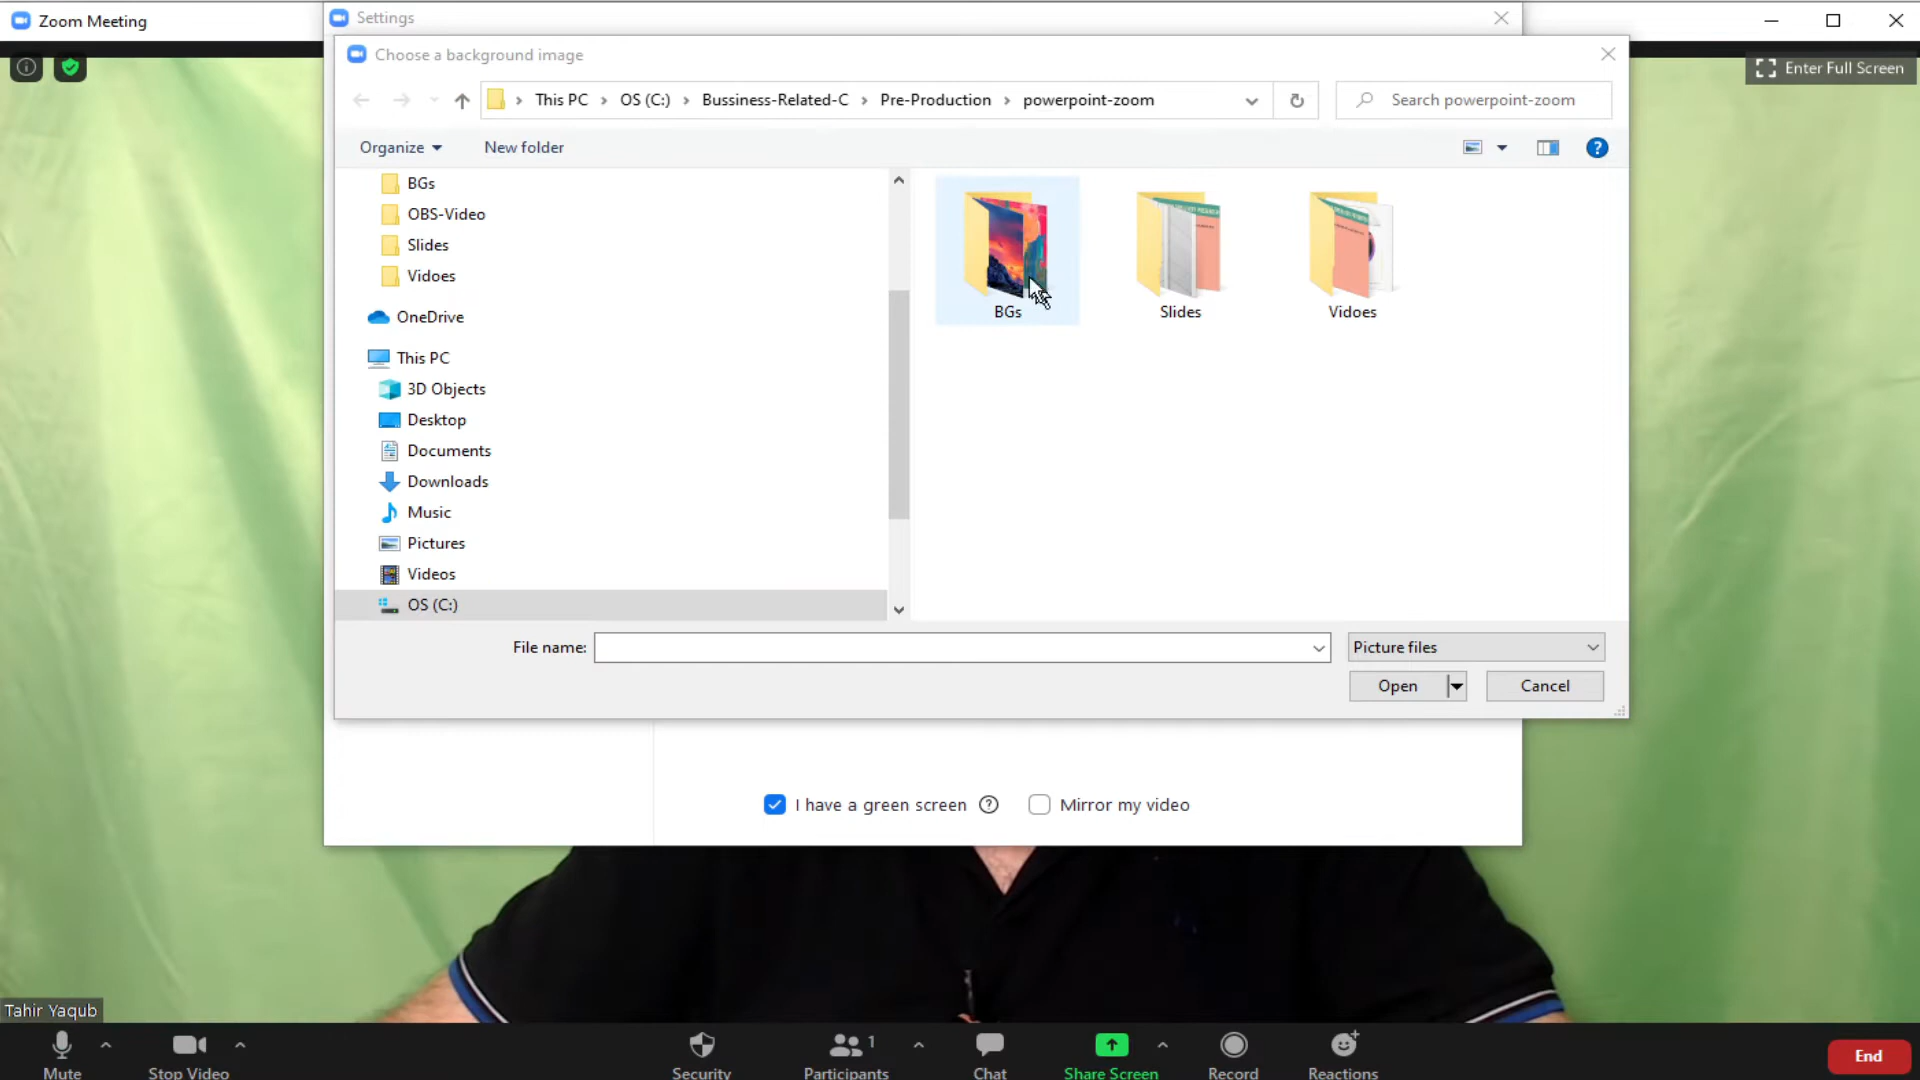 Zoom Meeting
Settings
Choose a background image
Enter Full Screen
This PC > OS (C:) > Bussiness-Related-C > Pre-Production > powerpoint-zoom
Search powerpoint-zoom
Organize
New folder
?
BGs
OBS-Video
Slides
Vidoes
OneDrive
This PC
3D Objects
Desktop
Documents
Downloads
Music
Pictures
Videos
OS (C:)
BGs
Slides
Vidoes
File name:
Picture files
Open
Cancel
I have a green screen ?
Mirror my video
Tahir Yaqub
Mute
Stop Video
Security
Participants
1
Chat
Share Screen
Record
Reactions
End